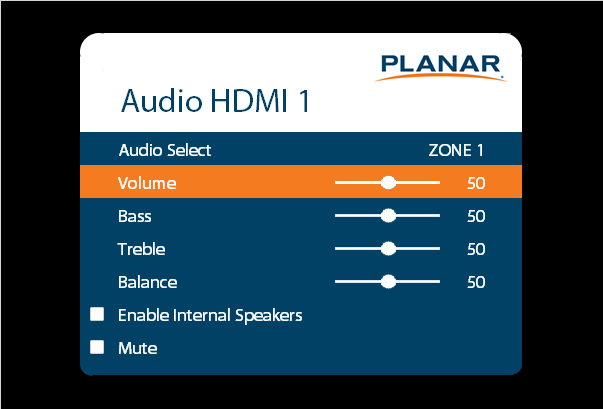 PLANAR
Audio HDMI 1
Audio Select ZONE 1
Volume 50
Bass 50
Treble 50
Balance 50
Enable Internal Speakers
Mute